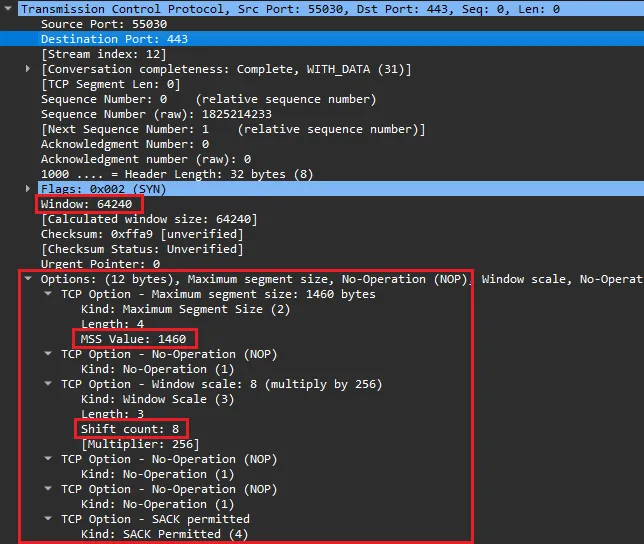 Transmission Control Protocol, Src Port: 55030, Dst Port: 443, Seq: 0, Len: 0
Source Port: 55030
Destination Port: 443
[Stream index: 12]
[Conversation completeness: Complete, WITH_DATA (31)]
[TCP Segment Len: 0]
Sequence Number: 0    (relative sequence number)
Sequence Number (raw): 1825214233
[Next Sequence Number: 1    (relative sequence number)]
Acknowledgment Number: 0
Acknowledgment number (raw): 0
1000 .... = Header Length: 32 bytes (8)
Flags: 0x002 (SYN)
Window: 64240
[Calculated window size: 64240]
Checksum: 0xffa9 [unverified]
[Checksum Status: Unverified]
Urgent Pointer: 0
Options: (12 bytes), Maximum segment size, No-Operation (NOP), Window scale, No-Operat
TCP Option - Maximum segment size: 1460 bytes
Kind: Maximum Segment Size (2)
Length: 4
MSS Value: 1460
TCP Option - No-Operation (NOP)
Kind: No-Operation (1)
TCP Option - Window scale: 8 (multiply by 256)
Kind: Window Scale (3)
Length: 3
Shift count: 8
[Multiplier: 256]
TCP Option - No-Operation (NOP)
Kind: No-Operation (1)
TCP Option - No-Operation (NOP)
Kind: No-Operation (1)
TCP Option - SACK permitted
Kind: SACK Permitted (4)